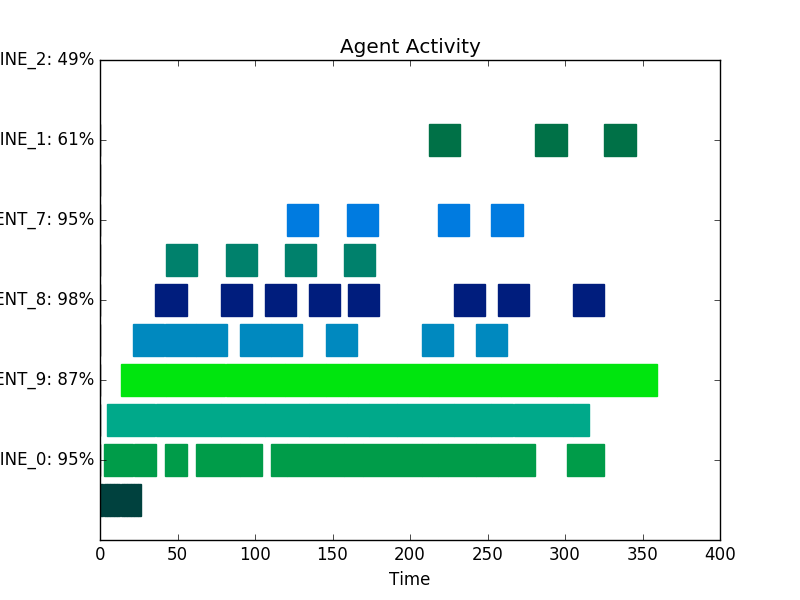 Agent Activity
INE_2: 49%
INE_1: 61%
ENT_7: 95%
ENT_8: 98%
ENT_9: 87%
INE_0: 95%
0 50 100 150 200 250 300 350 400
Time